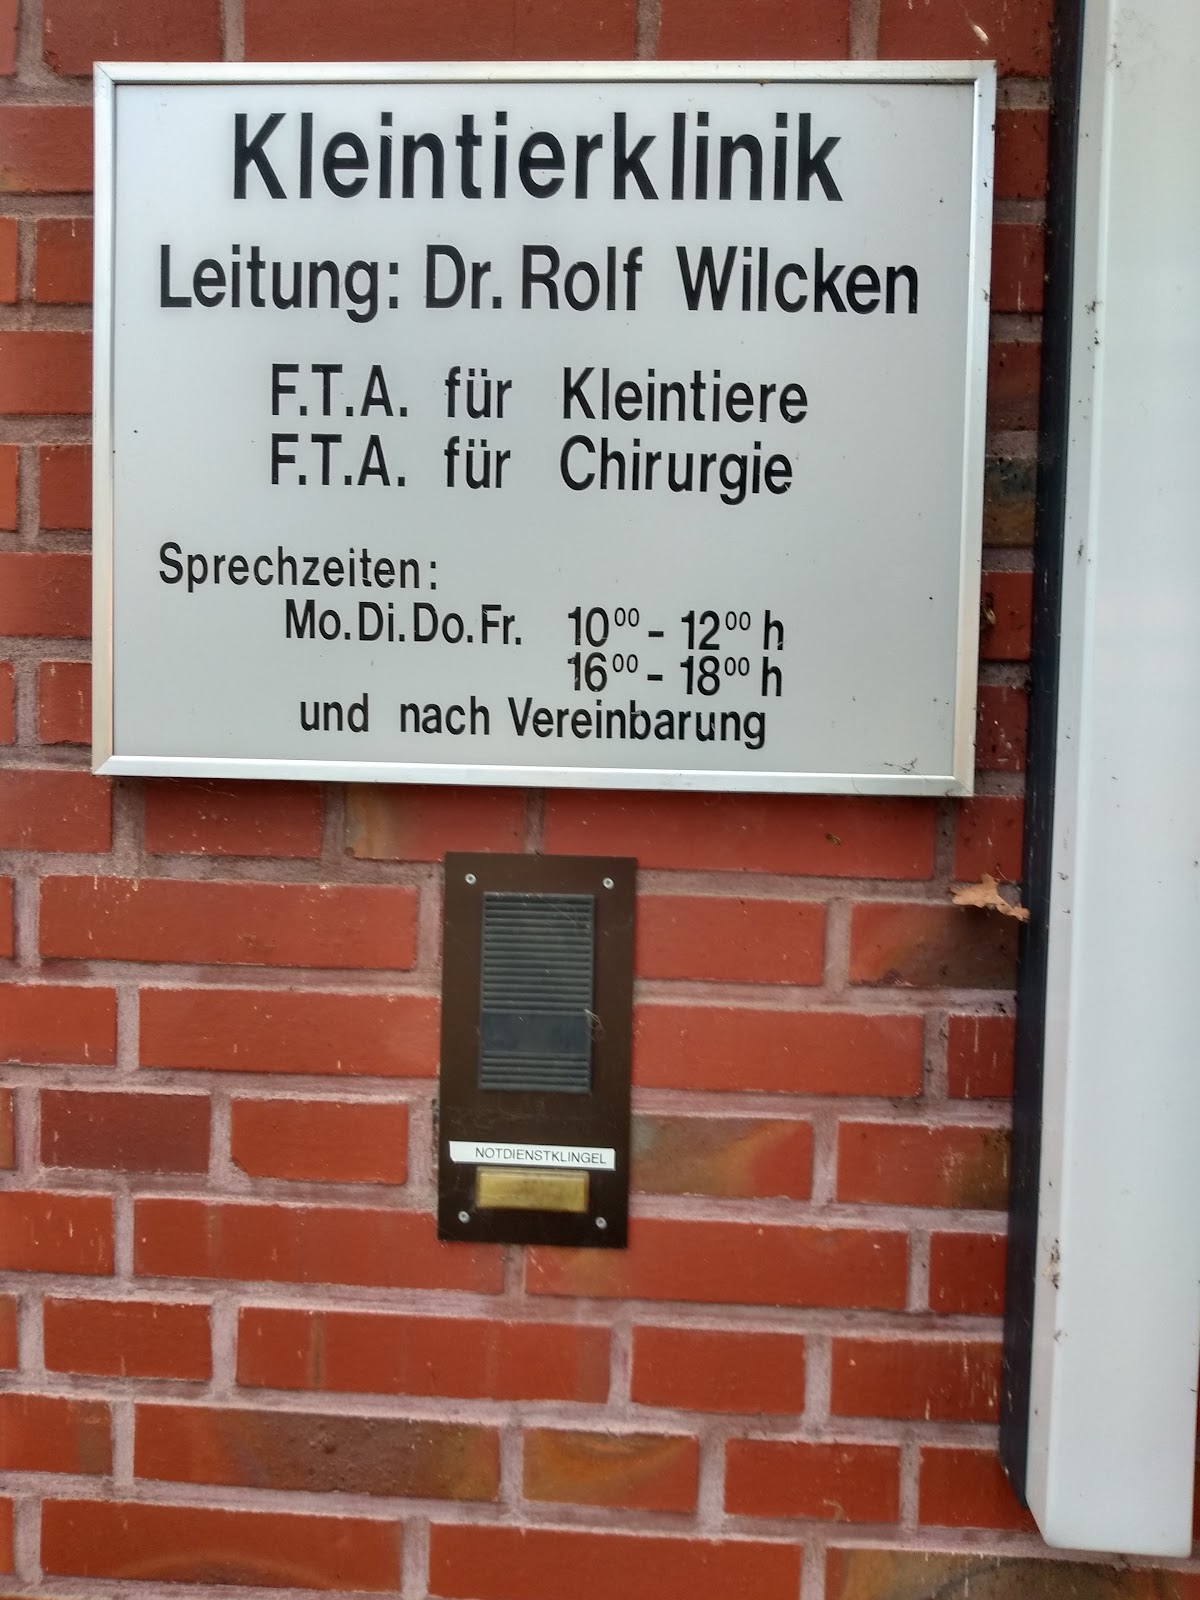 Kleintierklinik
Leitung: Dr. Rolf Wilcken
F.T.A. für Kleintiere
F.T.A. für Chirurgie
Sprechzeiten:
Mo.Di.Do.Fr. 10⁰⁰ - 12⁰⁰ h
16⁰⁰ - 18⁰⁰ h
und nach Vereinbarung
NOTDIENSTKLINGEL